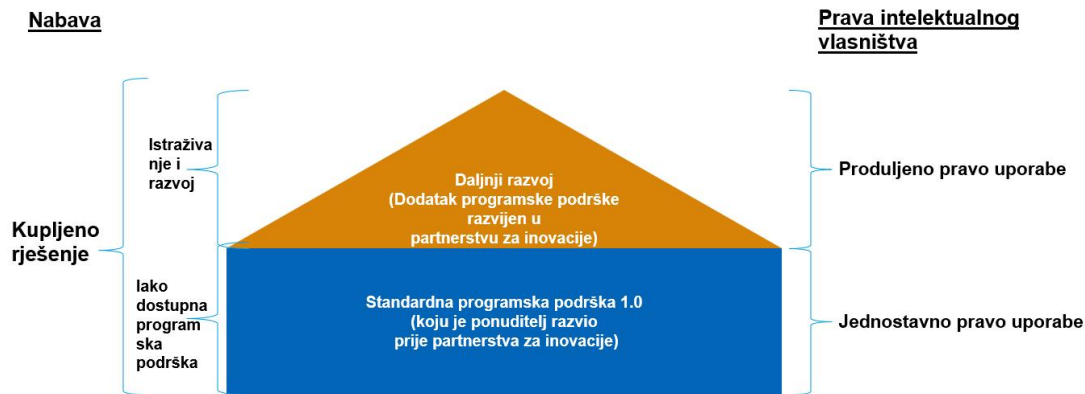 Nabava
Prava intelektualnog
vlasništva
Istraživa
nje i
razvoj
Daljnji razvoj
(Dodatak programske podrške
razvijen u
partnerstvu za inovacije)
Produljeno pravo uporabe
Kupljeno
rješenje
Iako
dostupna
program
ska
podrška
Standardna programska podrška 1.0
(koju je ponuditelj razvio
prije partnerstva za inovacije)
Jednostavno pravo uporabe